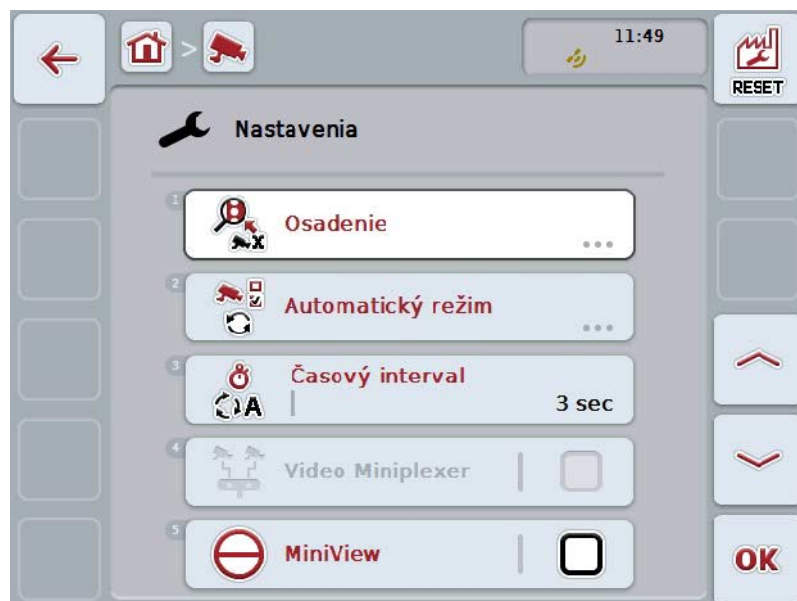 11:49
RESET
>
Nastavenia
1
Osadenie
...
2
Automatický režim
...
3
Časový interval
A
3 sec
4
Video Miniplexer
5
MiniView
OK